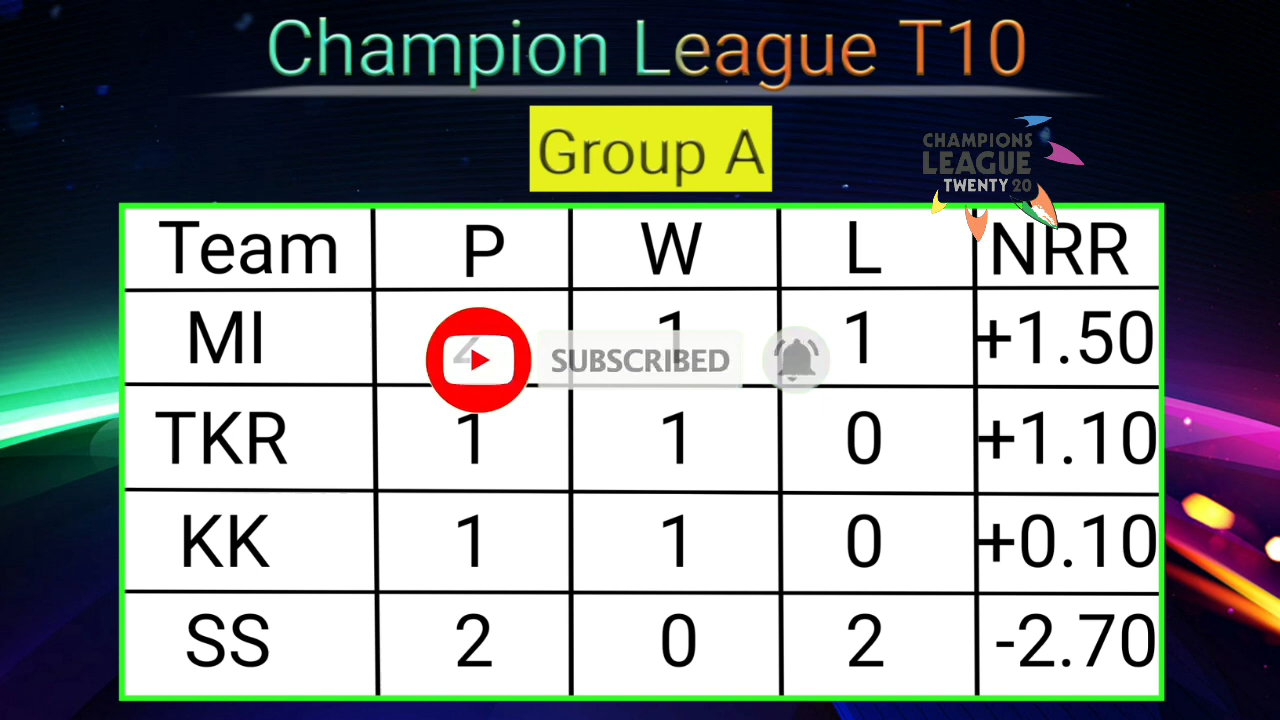 Champion League T10
Group A
CHAMPIONS
LEAGUE
TWENTY 20
Team P W L NRR
MI 2 1 1 +1.50
SUBSCRIBED
TKR 1 1 0 +1.10
KK 1 1 0 +0.10
SS 2 0 2 -2.70